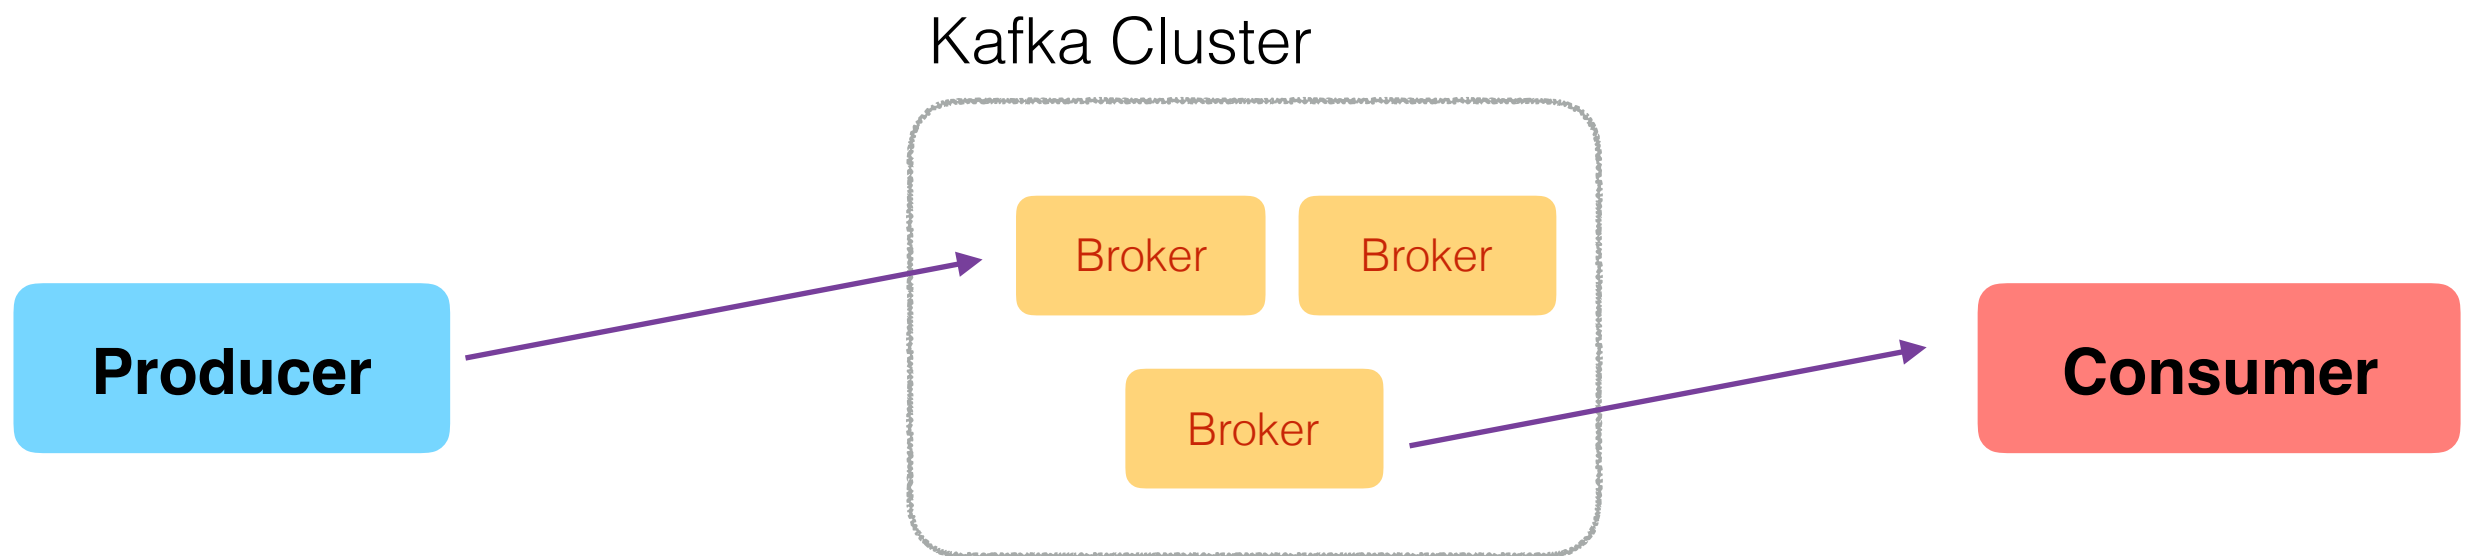 Kafka Cluster
Broker
Broker
Producer
Consumer
Broker